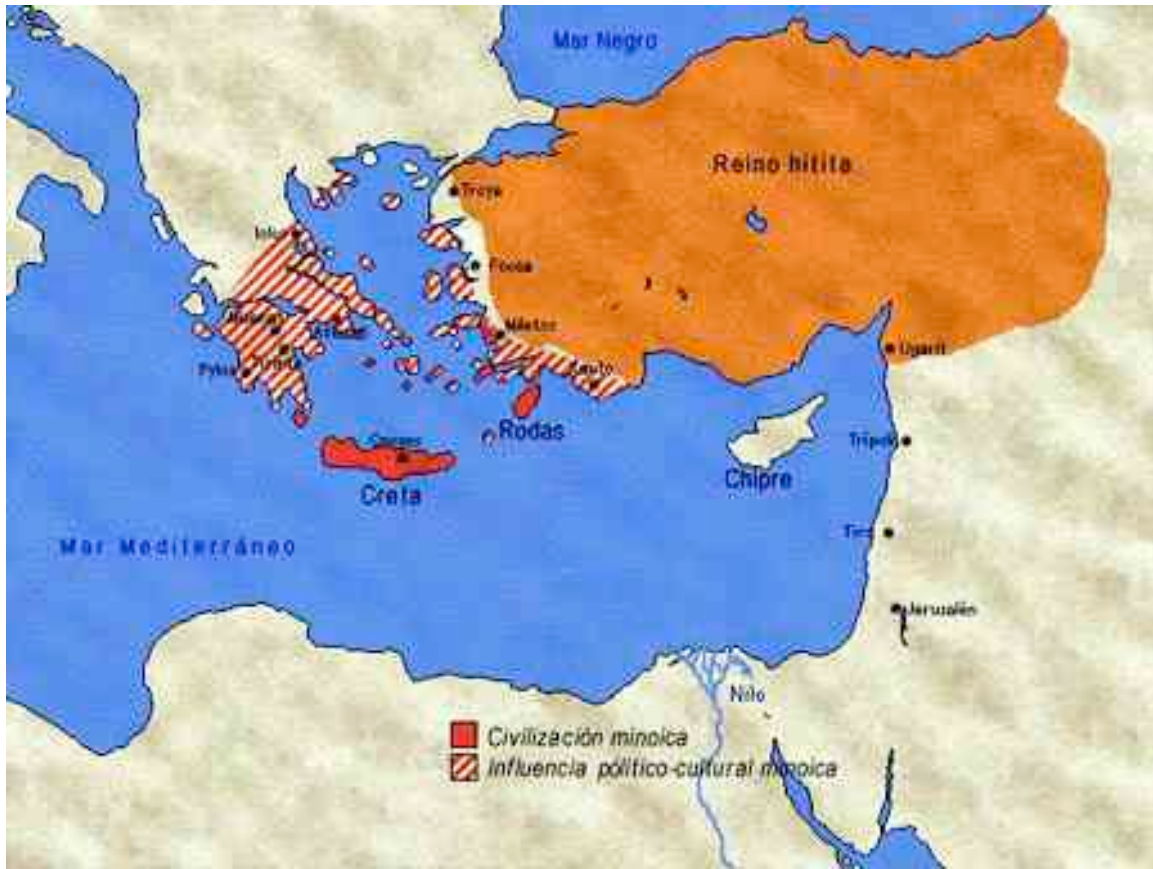 Mar Negro
Reino hitita
Troya
Focea
Mileto
Ugarit
Pylos
Rodas
Creta
Chipre
Trípoli
Tiro
Mar Mediterráneo
Jerusalén
Nilo
Civilización minoica
Influencia político-cultural minoica